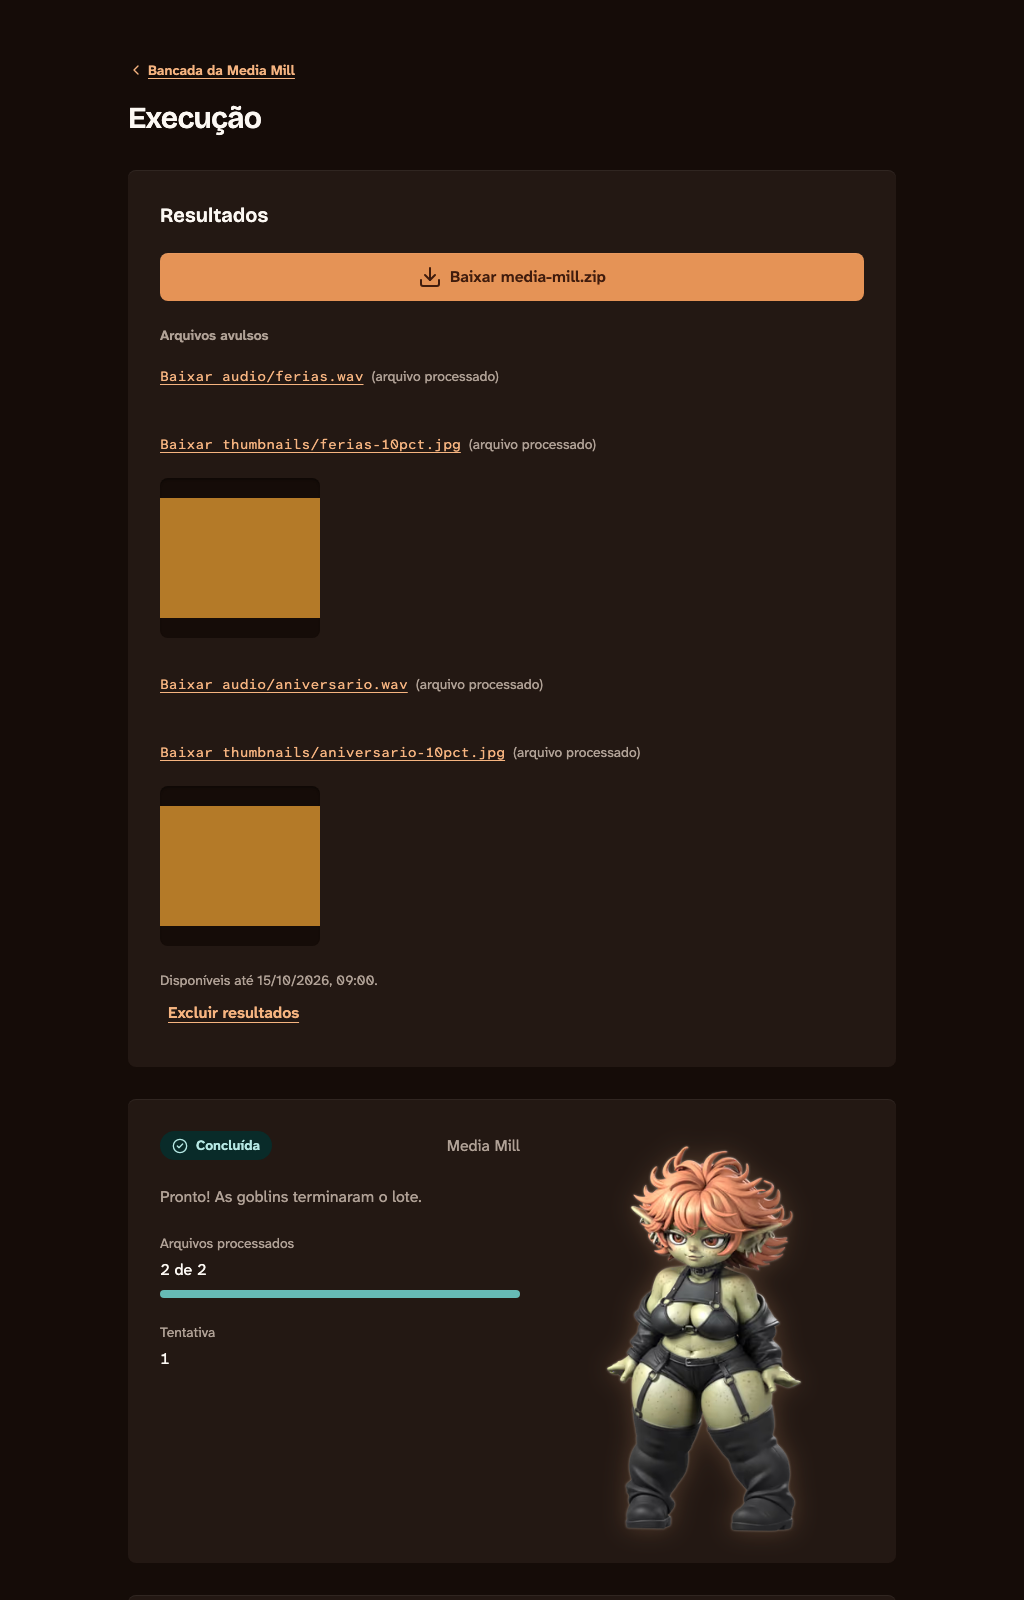 Bancada da Media Mill
Execução
Resultados
Baixar media-mill.zip
Arquivos avulsos
Baixar audio/ferias.wav (arquivo processado)
Baixar thumbnails/ferias-10pct.jpg (arquivo processado)
Baixar audio/aniversario.wav (arquivo processado)
Baixar thumbnails/aniversario-10pct.jpg (arquivo processado)
Disponíveis até 15/10/2026, 09:00.
Excluir resultados
Concluída
Media Mill
Pronto! As goblins terminaram o lote.
Arquivos processados
2 de 2
Tentativa
1